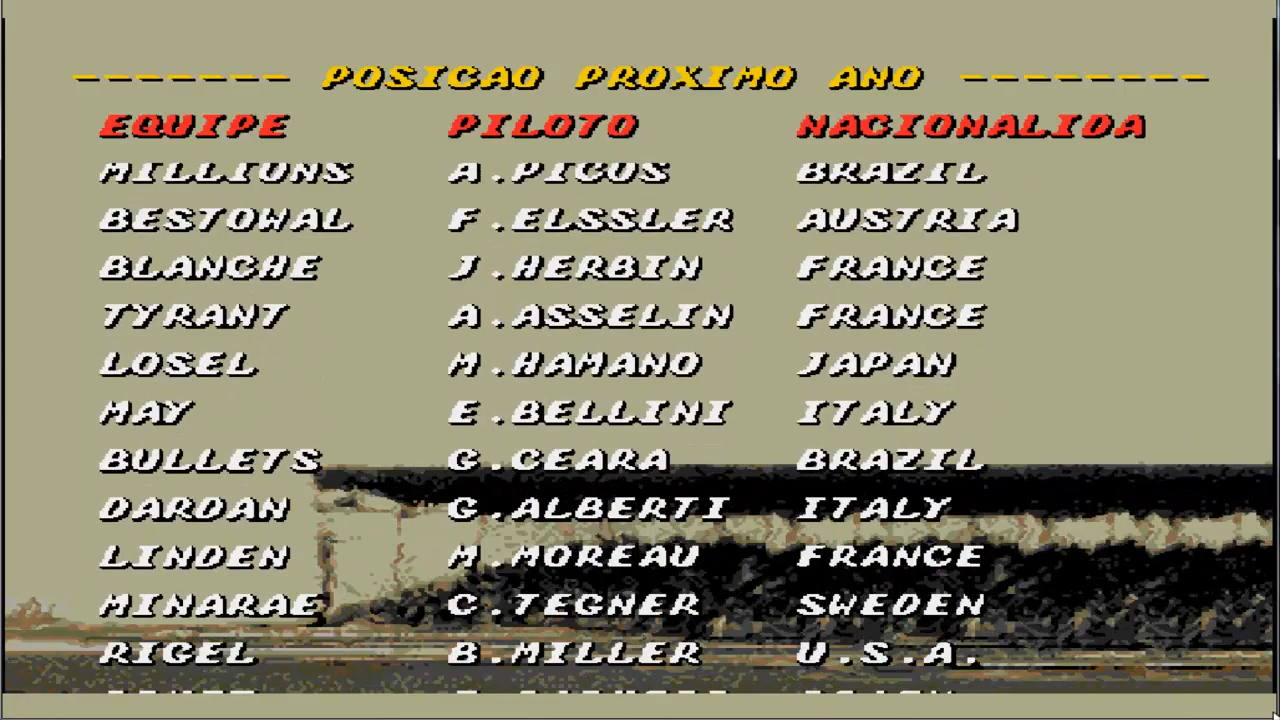 ------- POSICAO PROXIMO ANO --------
EQUIPE PILOTO NACIONALIDA
MILLIONS A.PICOS BRAZIL
BESTOWAL F.ELSSLER AUSTRIA
BLANCHE J.HERBIN FRANCE
TYRANT A.ASSELIN FRANCE
LOSEL M.HAMANO JAPAN
MAY E.BELLINI ITALY
BULLETS G.CEARA BRAZIL
DARDAN G.ALBERTI ITALY
LINDEN M.MOREAU FRANCE
MINARAE C.TEGNER SWEDEN
RIGEL B.MILLER U.S.A.